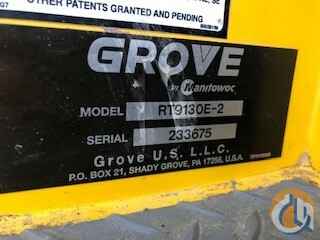 OTHER PATENTS GRANTED AND PENDING
GROVE
by Manitowoc
MODEL RT9130E-2
SERIAL 233675
Grove U.S. L.L.C.
P.O. BOX 21, SHADY GROVE, PA 17256, U.S.A.